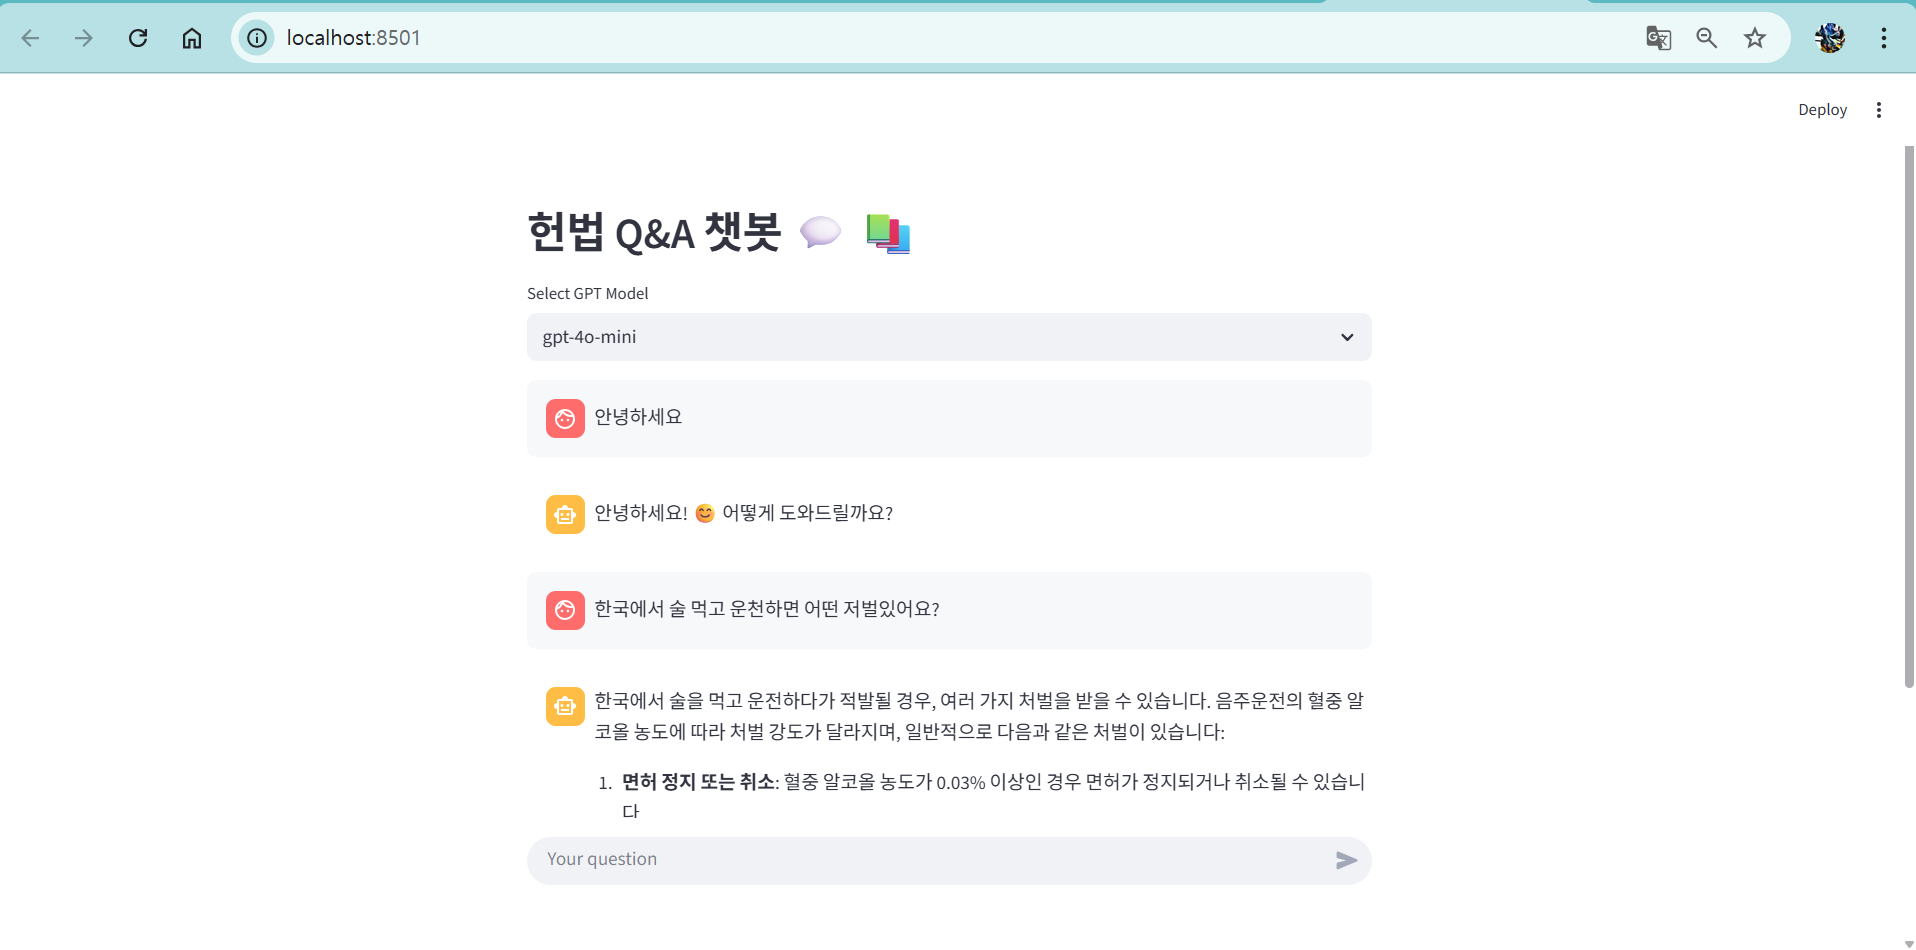 localhost:8501
Deploy
헌법 Q&A 챗봇 💬 📚
Select GPT Model
gpt-4o-mini
안녕하세요
안녕하세요! 😊 어떻게 도와드릴까요?
한국에서 술 먹고 운천하면 어떤 저벌있어요?
한국에서 술을 먹고 운전하다가 적발될 경우, 여러 가지 처벌을 받을 수 있습니다. 음주운전의 혈중 알
코올 농도에 따라 처벌 강도가 달라지며, 일반적으로 다음과 같은 처벌이 있습니다:
1. 면허 정지 또는 취소: 혈중 알코올 농도가 0.03% 이상인 경우 면허가 정지되거나 취소될 수 있습니
다
Your question